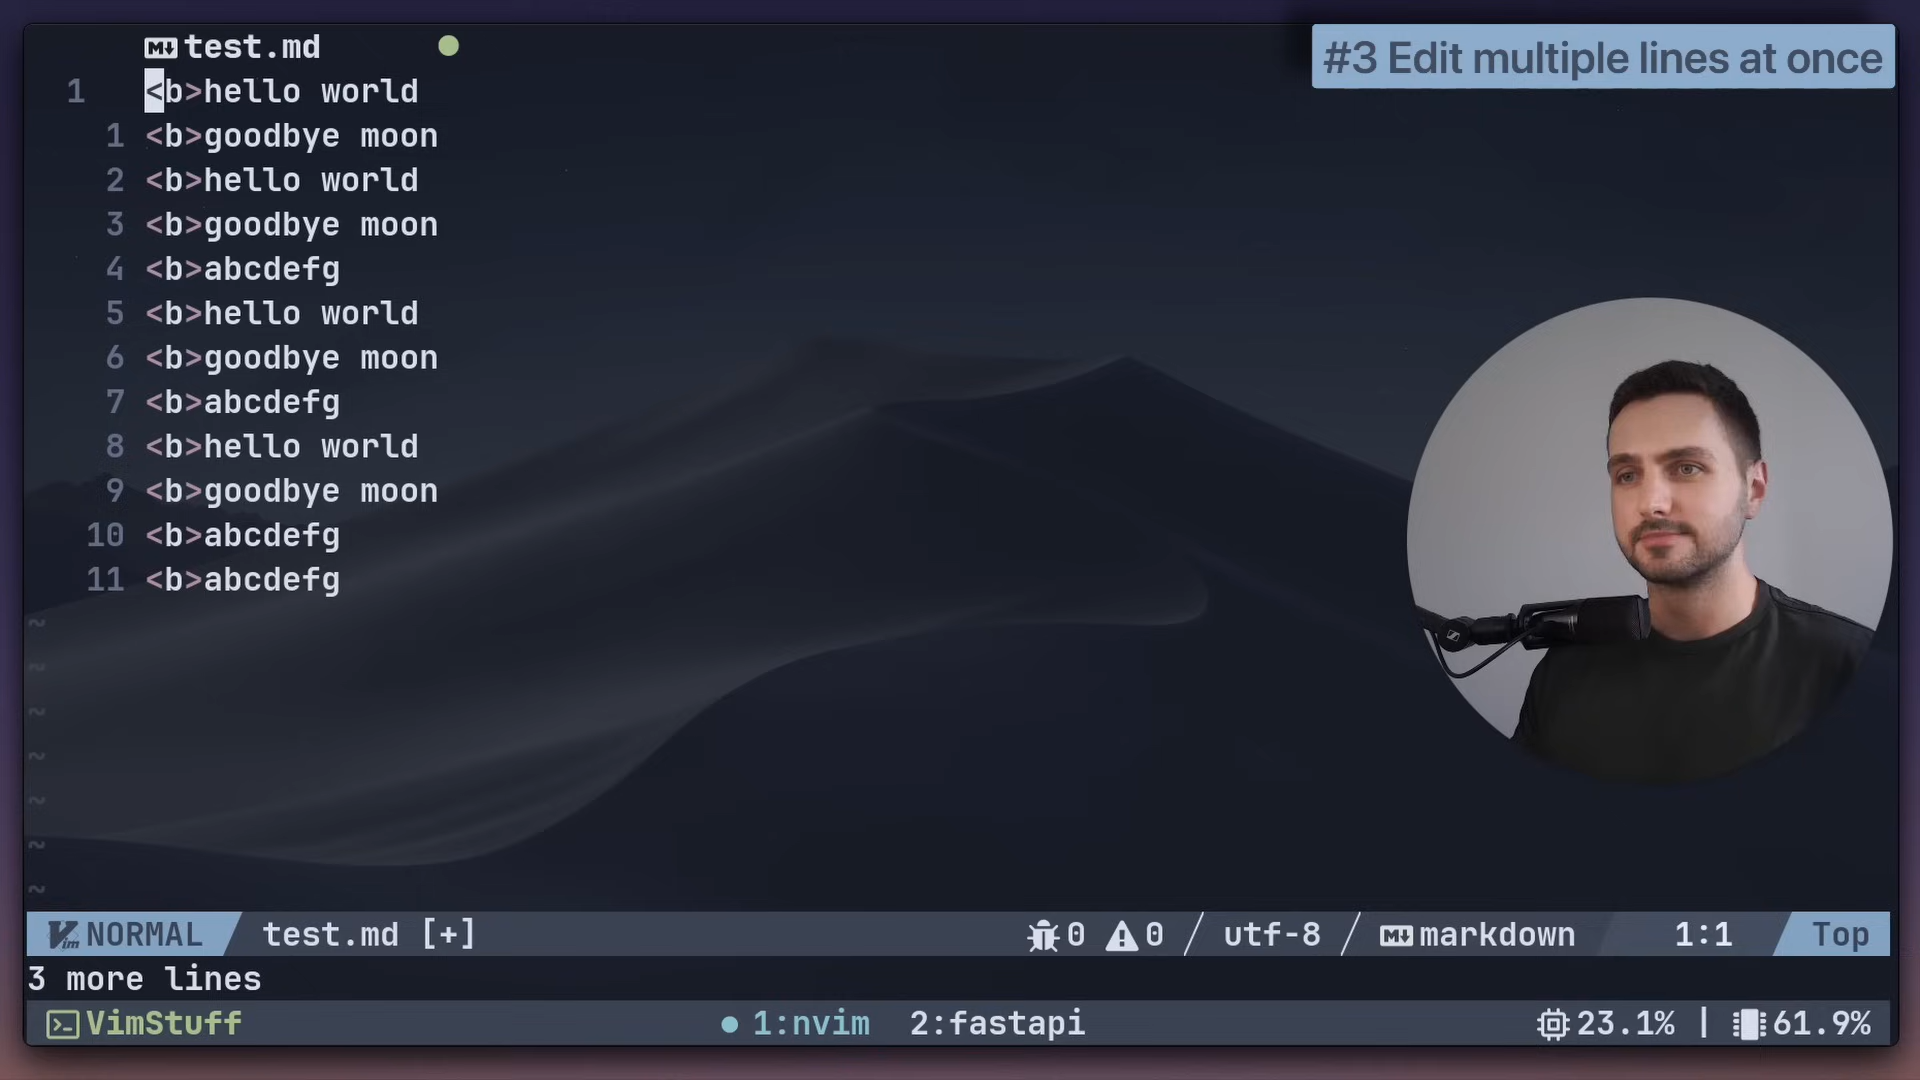 test.md
#3 Edit multiple lines at once
1 <b>hello world
1 <b>goodbye moon
2 <b>hello world
3 <b>goodbye moon
4 <b>abcdefg
5 <b>hello world
6 <b>goodbye moon
7 <b>abcdefg
8 <b>hello world
9 <b>goodbye moon
10 <b>abcdefg
11 <b>abcdefg
~
~
~
~
~
~
~
NORMAL test.md [+] 0 0 utf-8 markdown 1:1 Top
3 more lines
VimStuff 1:nvim 2:fastapi 23.1% | 61.9%